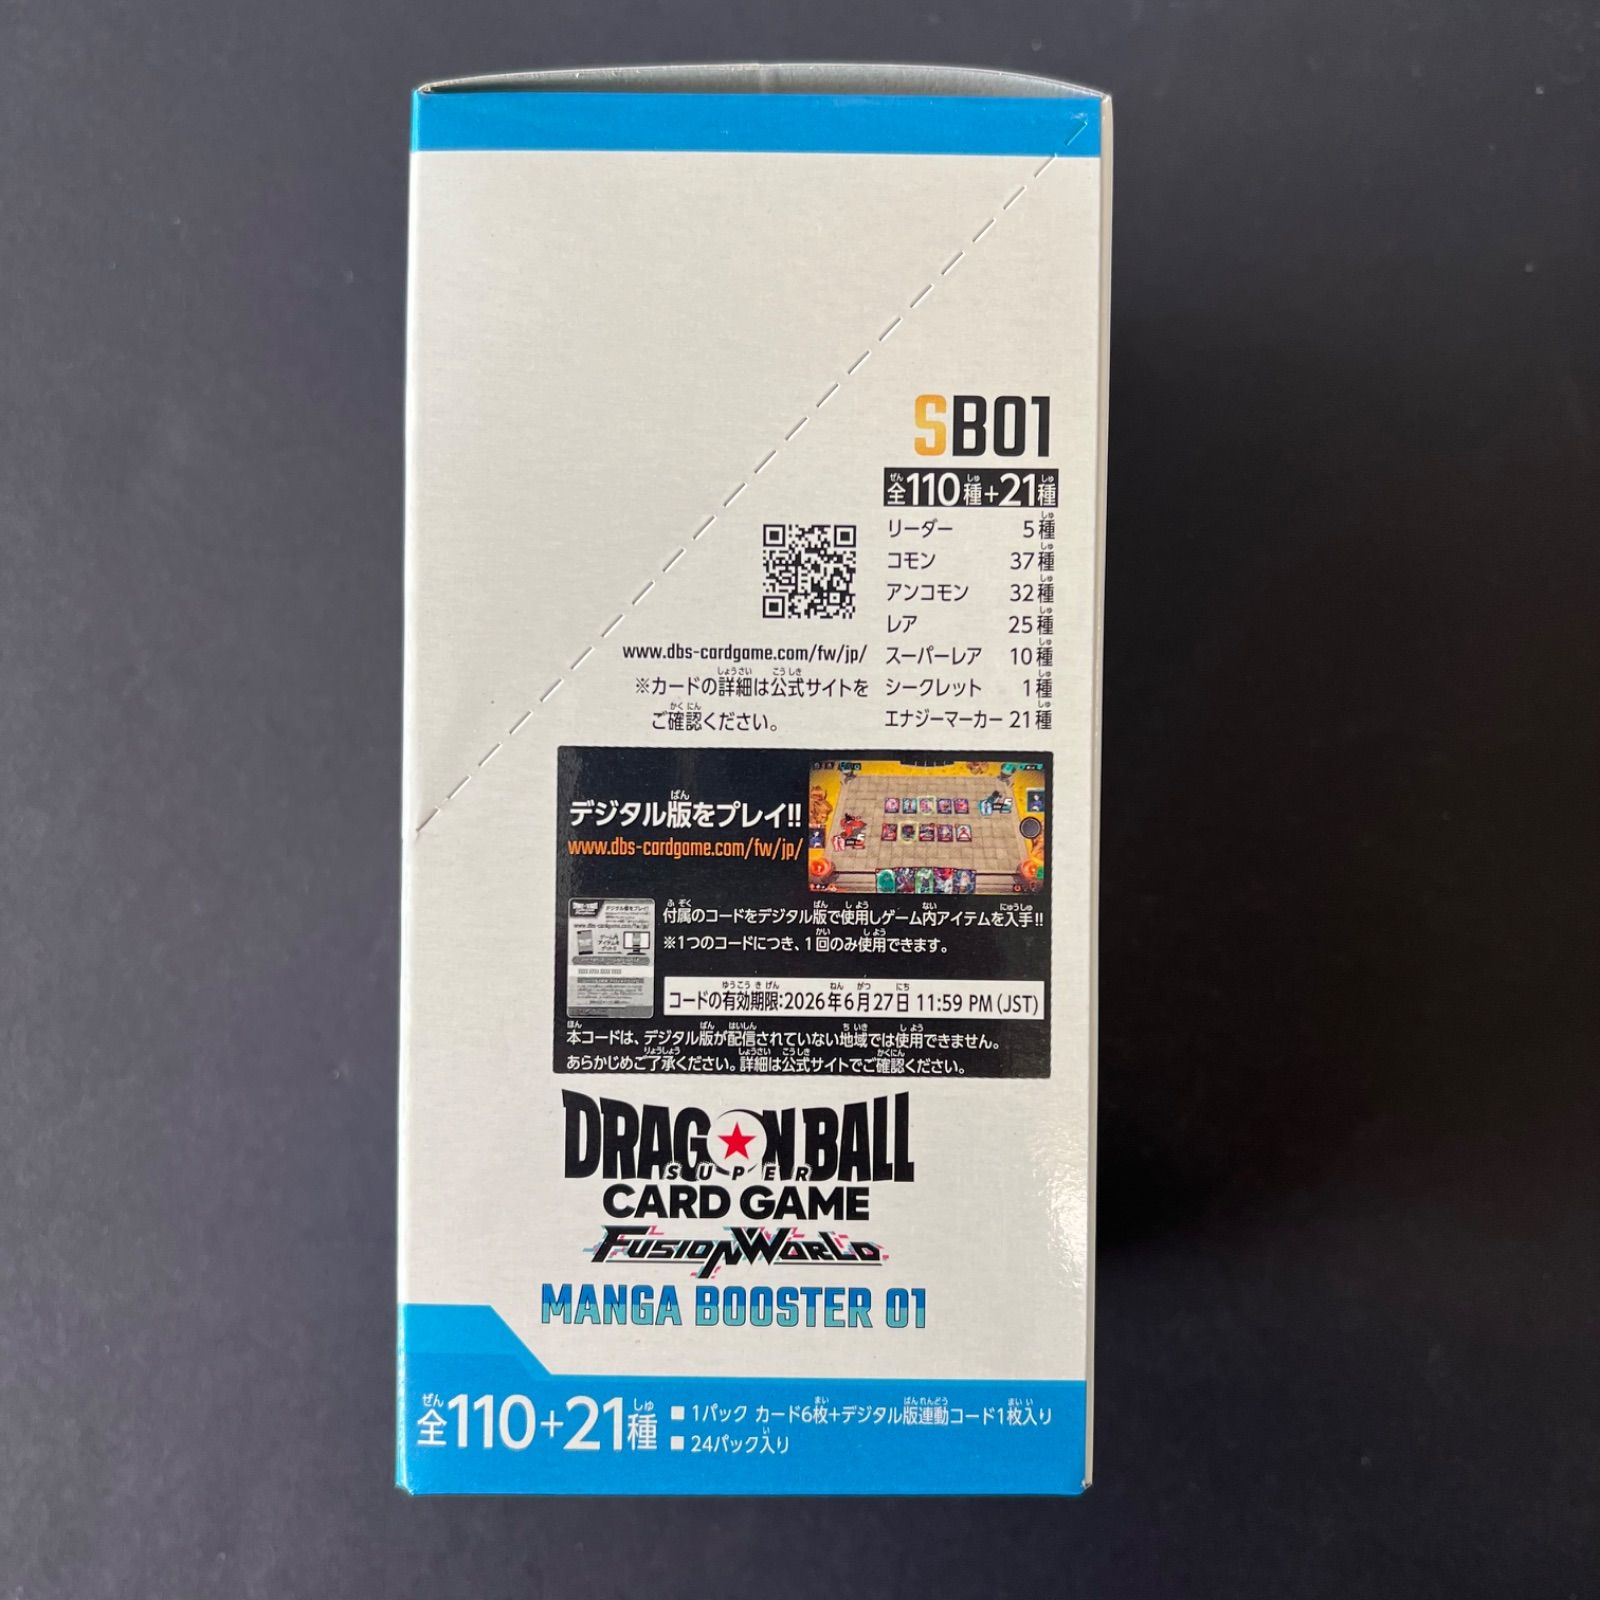 SB01
全110種+21種
リーダー 5種
コモン 37種
アンコモン 32種
レア 25種
スーパーレア 10種
シークレット 1種
エナジーマーカー 21種
www.dbs-cardgame.com/fw/jp/
※カードの詳細は公式サイトを
ご確認ください。
デジタル版をプレイ!!
www.dbs-cardgame.com/fw/jp/
付属のコードをデジタル版で使用しゲーム内アイテムを入手!!
※1つのコードにつき、1回のみ使用できます。
コードの有効期限:2026年6月27日 11:59 PM (JST)
本コードは、デジタル版が配信されていない地域では使用できません。
あらかじめご了承ください。詳細は公式サイトでご確認ください。
DRAGON BALL
SUPER
CARD GAME
FUSION WORLD
MANGA BOOSTER 01
全110+21種
■ 1パック カード6枚+デジタル版連動コード1枚入り
■ 24パック入り